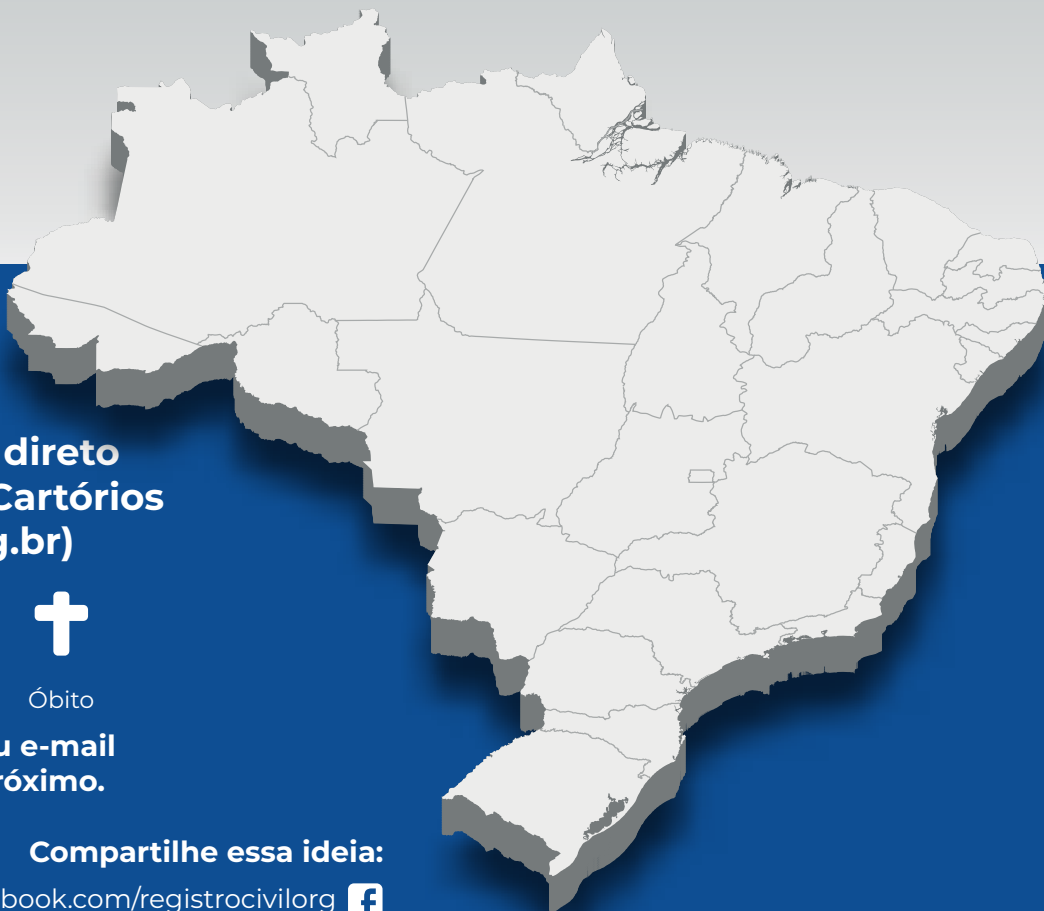 direto
Cartórios
g.br)
Óbito
u e-mail
róximo.
Compartilhe essa ideia:
book.com/registrocivilorg